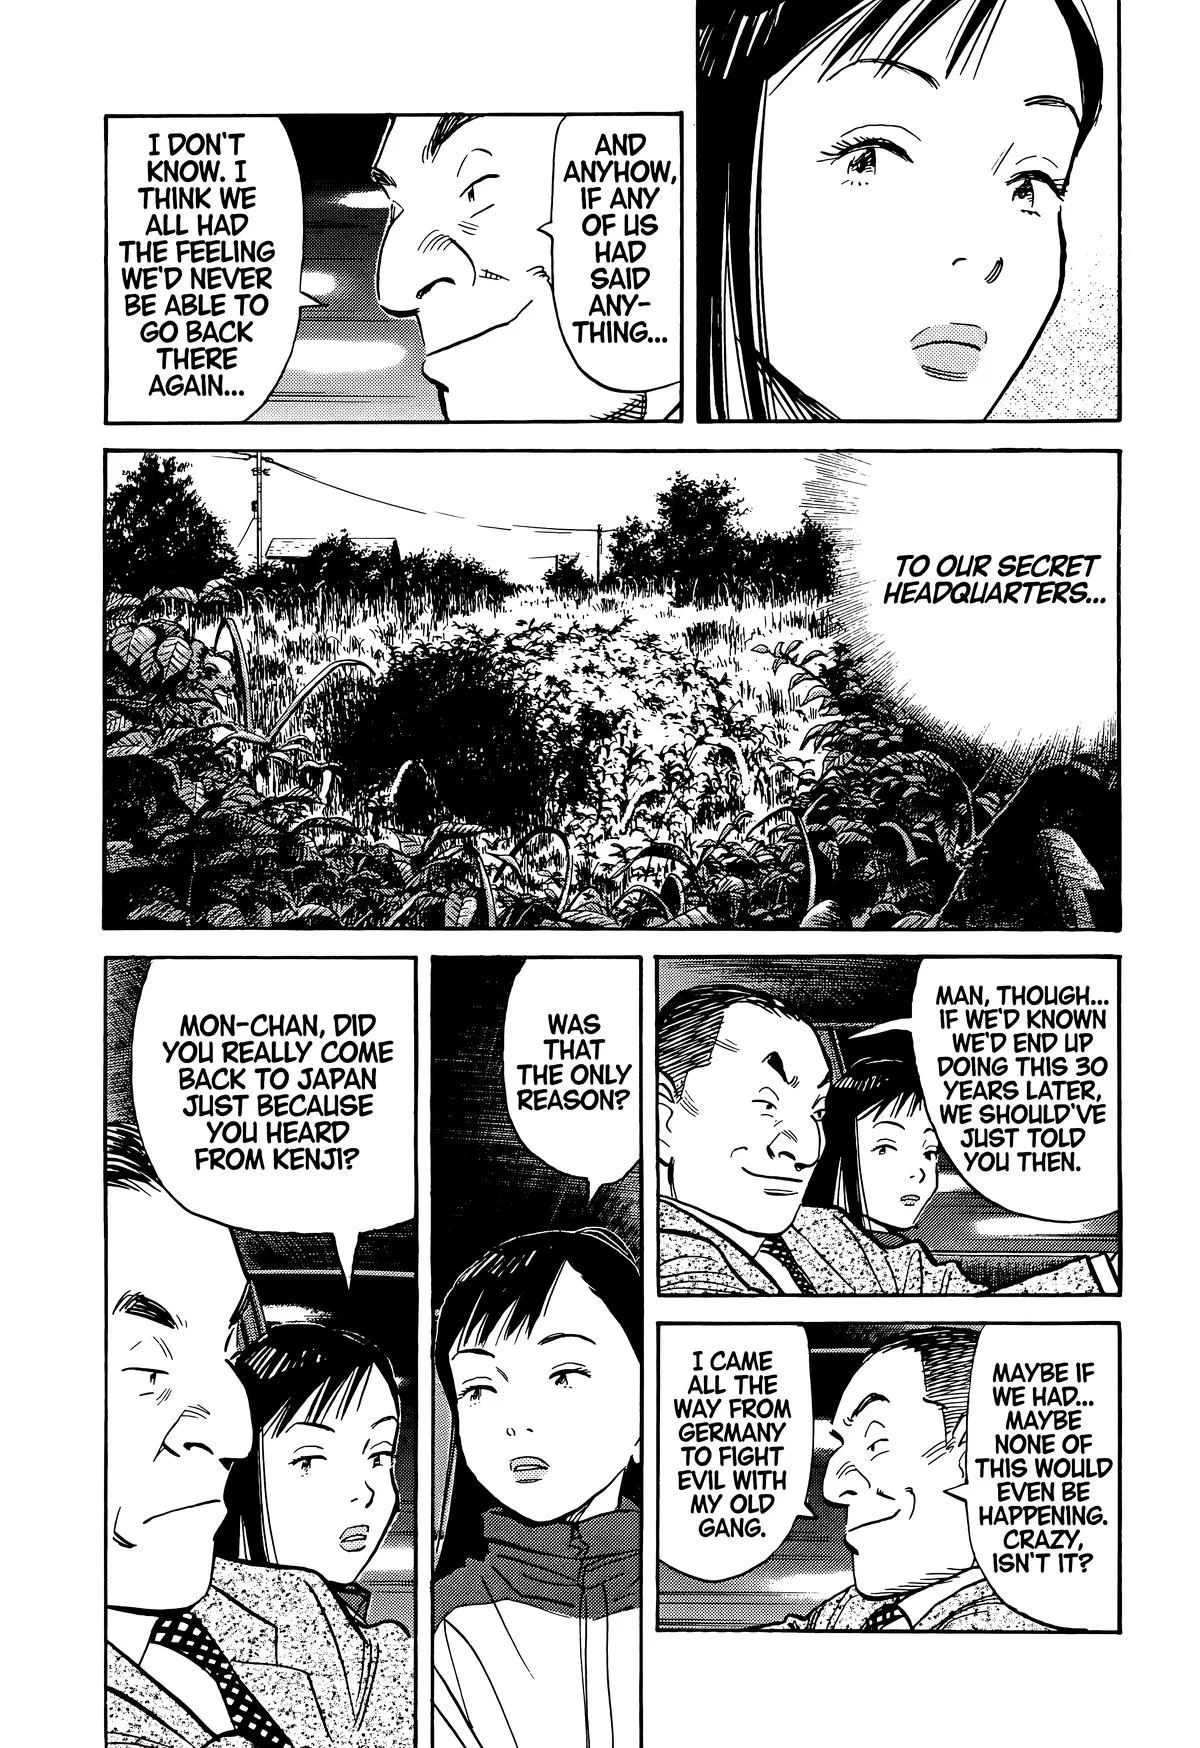 AND
ANYHOW,
IF ANY
OF US
HAD
SAID
ANY-
THING...
I DON'T
KNOW. I
THINK WE
ALL HAD
THE FEELING
WE'D NEVER
BE ABLE TO
GO BACK
THERE
AGAIN...
TO OUR SECRET
HEADQUARTERS...
MAN, THOUGH...
IF WE'D KNOWN
WE'D END UP
DOING THIS 30
YEARS LATER,
WE SHOULD'VE
JUST TOLD
YOU THEN.
MAYBE IF
WE HAD...
MAYBE
NONE OF
THIS WOULD
EVEN BE
HAPPENING.
CRAZY,
ISN'T IT?
I CAME
ALL THE
WAY FROM
GERMANY
TO FIGHT
EVIL WITH
MY OLD
GANG.
WAS
THAT
THE ONLY
REASON?
MON-CHAN, DID
YOU REALLY COME
BACK TO JAPAN
JUST BECAUSE
YOU HEARD
FROM KENJI?